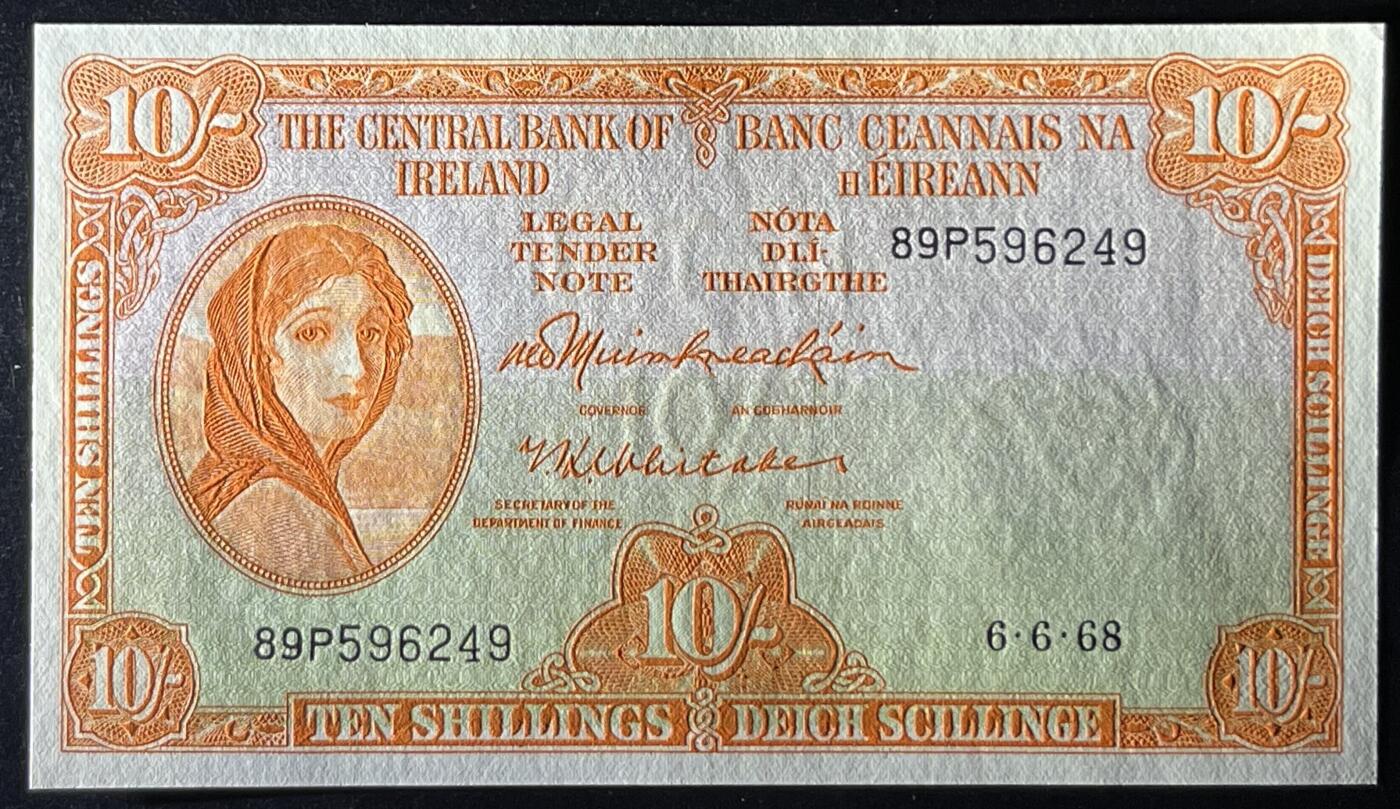 10/-
10/-
THE CENTRAL BANK OF
IRELAND
BANC CEANNAIS NA
H ÉIREANN
LEGAL
TENDER
NOTE
NÓTA
DLÍ-
THAIRGTHE
89P596249
TEN SHILLINGS
DEICH SCILLINGE
GOVERNOR
AN GOBHARNOIR
T.K. Whitaker
SECRETARY OF THE
DEPARTMENT OF FINANCE
RUNAI NA ROINNE
AIRGEADAIS
89P596249
10/-
6·6·68
10/-
10/-
TEN SHILLINGS
DEICH SCILLINGE